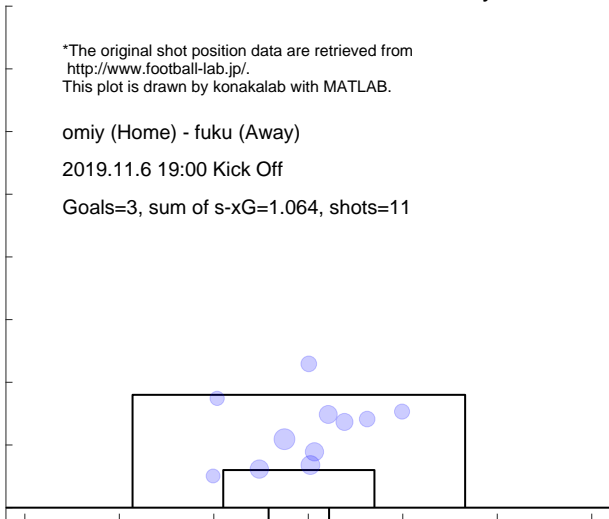 *The original shot position data are retrieved from
http://www.football-lab.jp/.
This plot is drawn by konakalab with MATLAB.
omiy (Home) - fuku (Away)
2019.11.6 19:00 Kick Off
Goals=3, sum of s-xG=1.064, shots=11